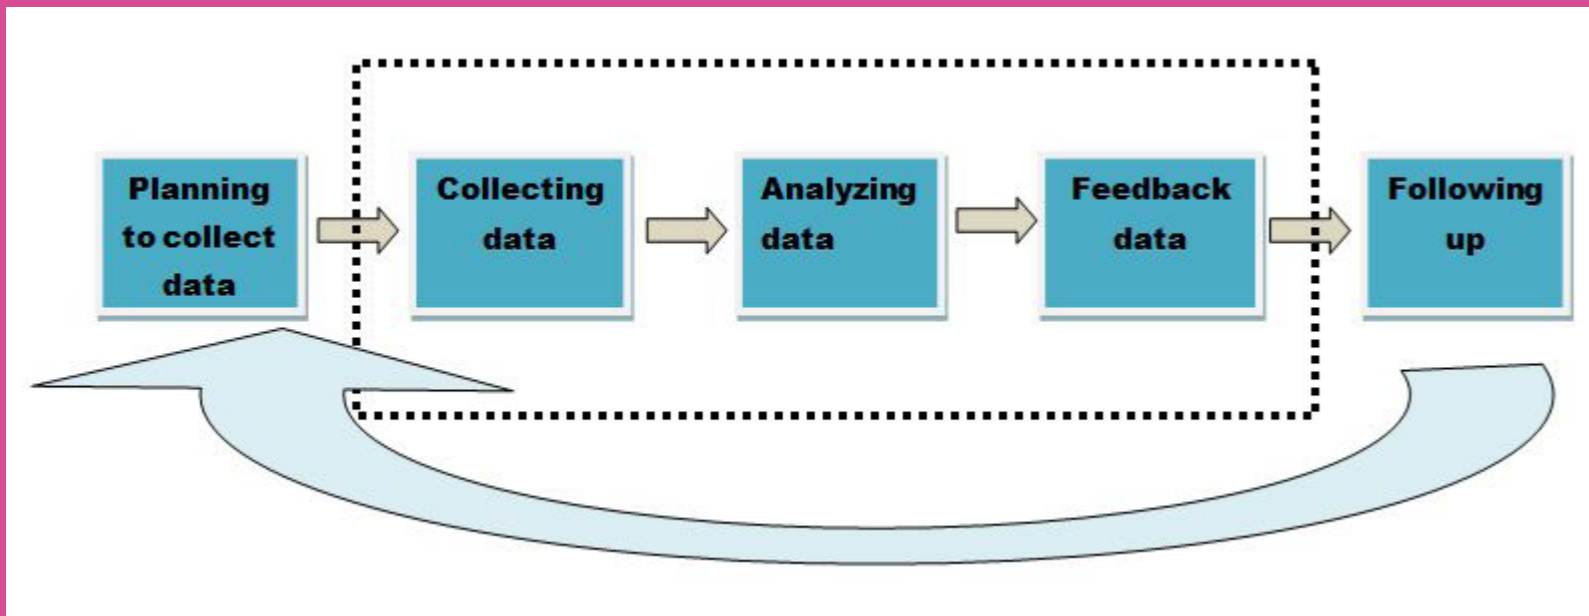 Planning
to collect
data
Collecting
data
Analyzing
data
Feedback
data
Following
up